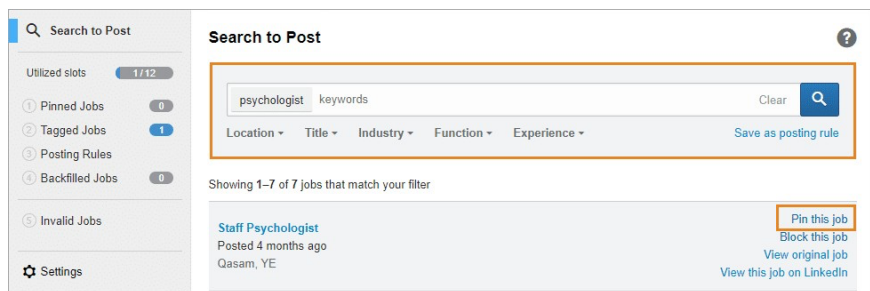 Search to Post
Utilized slots 1/12
1 Pinned Jobs 0
2 Tagged Jobs 1
3 Posting Rules
4 Backfilled Jobs 0
5 Invalid Jobs
Settings
Search to Post ?
psychologist keywords Clear
Location Title Industry Function Experience Save as posting rule
Showing 1–7 of 7 jobs that match your filter
Staff Psychologist
Posted 4 months ago
Qasam, YE
Pin this job
Block this job
View original job
View this job on LinkedIn